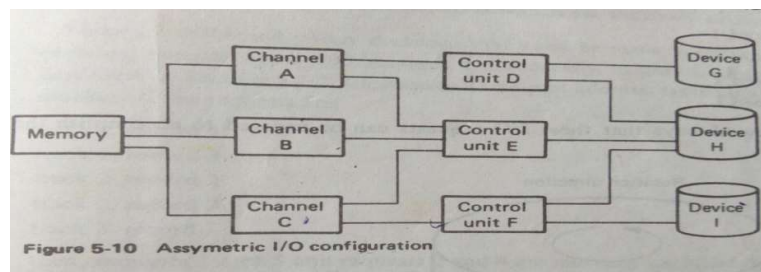 Channel
A
Control
unit D
Device
G
Memory
Channel
B
Control
unit E
Device
H
Channel
C
Control
unit F
Device
I
Figure 5-10 Assymetric I/O configuration